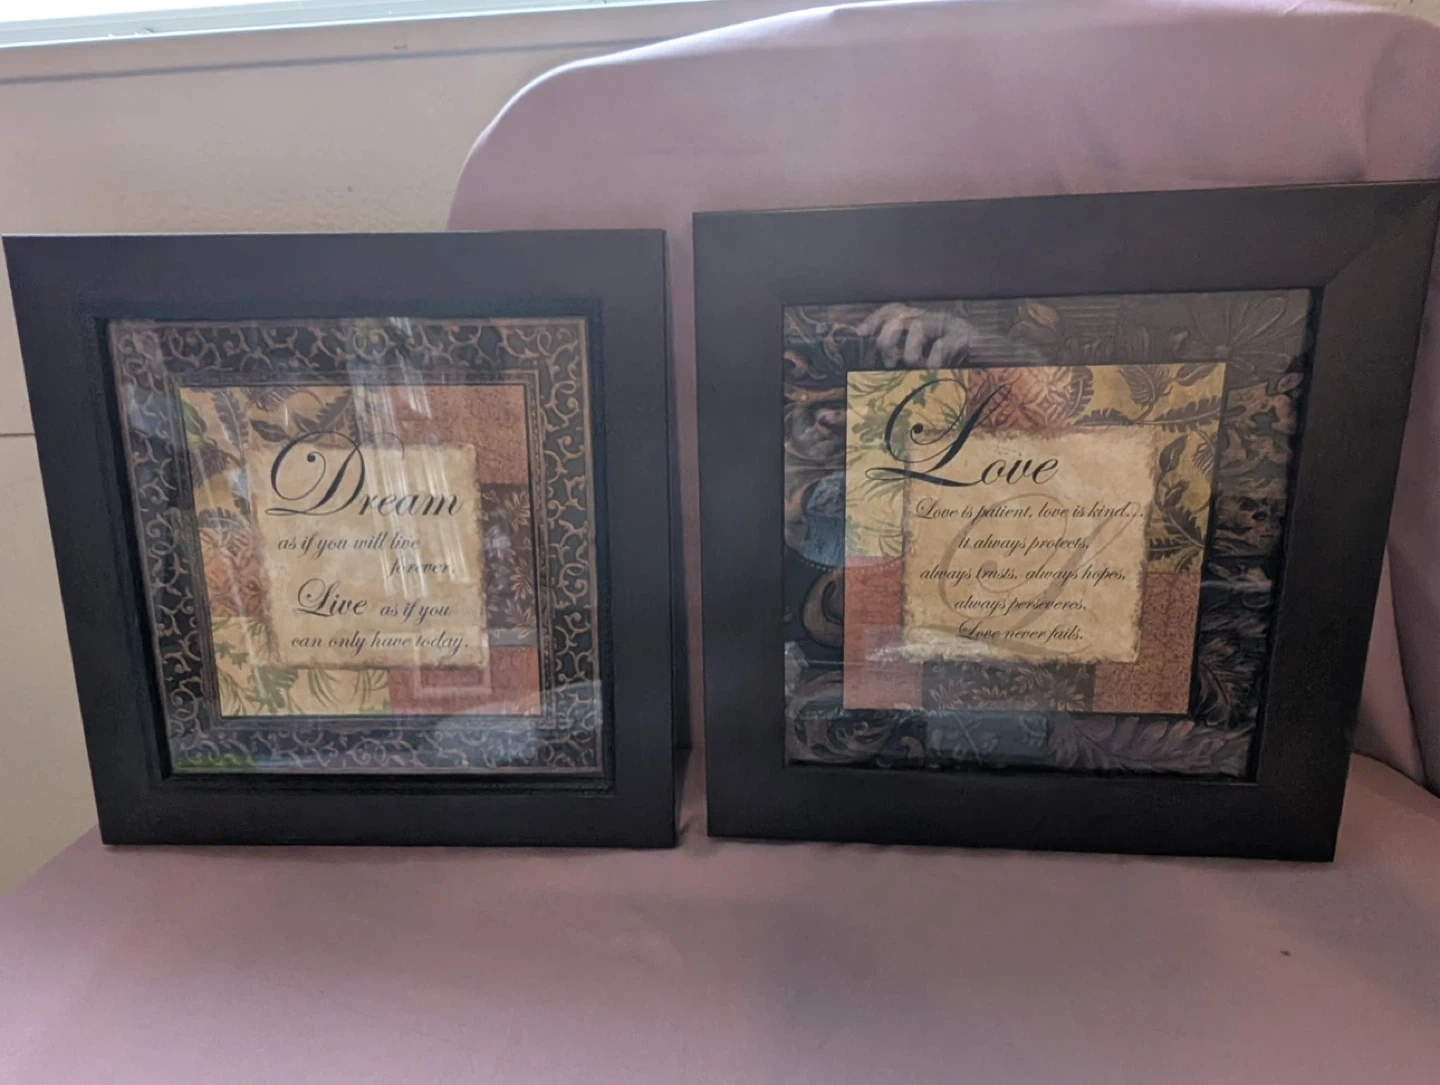 Dream
as if you will live
forever.
Live as if you
can only have today.
Love
Love is patient, love is kind...
it always protects,
always trusts, always hopes,
always perseveres.
Love never fails.